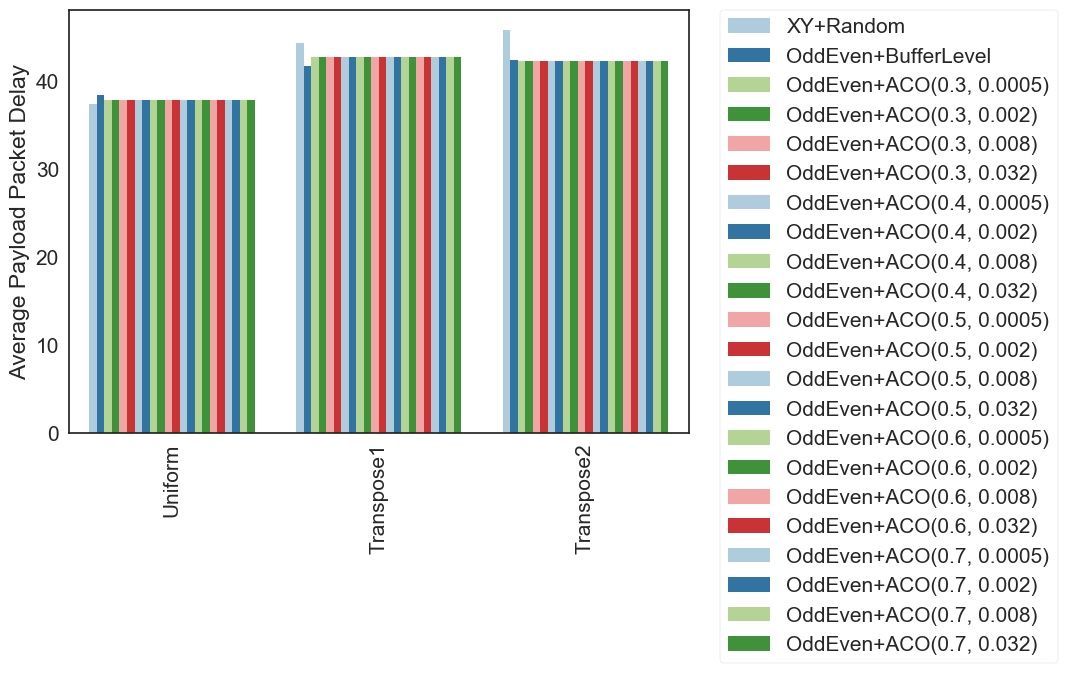 Average Payload Packet Delay
40
30
20
10
0
Uniform
Transpose1
Transpose2
XY+Random
OddEven+BufferLevel
OddEven+ACO(0.3, 0.0005)
OddEven+ACO(0.3, 0.002)
OddEven+ACO(0.3, 0.008)
OddEven+ACO(0.3, 0.032)
OddEven+ACO(0.4, 0.0005)
OddEven+ACO(0.4, 0.002)
OddEven+ACO(0.4, 0.008)
OddEven+ACO(0.4, 0.032)
OddEven+ACO(0.5, 0.0005)
OddEven+ACO(0.5, 0.002)
OddEven+ACO(0.5, 0.008)
OddEven+ACO(0.5, 0.032)
OddEven+ACO(0.6, 0.0005)
OddEven+ACO(0.6, 0.002)
OddEven+ACO(0.6, 0.008)
OddEven+ACO(0.6, 0.032)
OddEven+ACO(0.7, 0.0005)
OddEven+ACO(0.7, 0.002)
OddEven+ACO(0.7, 0.008)
OddEven+ACO(0.7, 0.032)